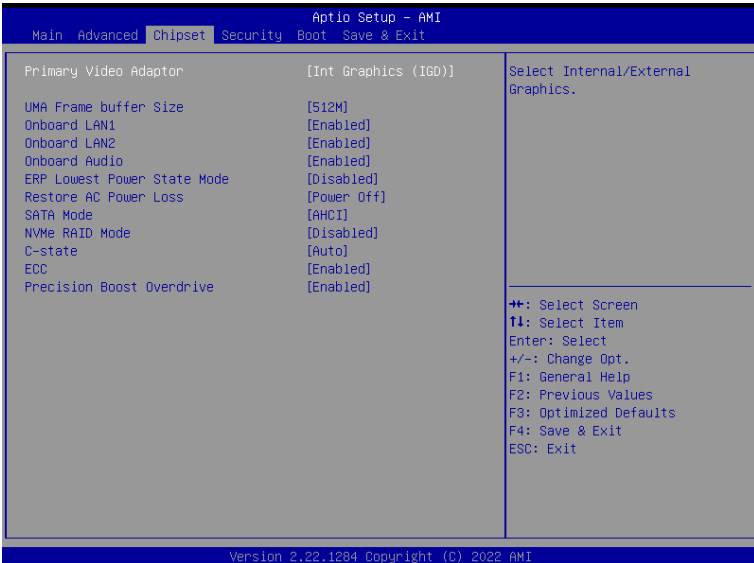 Aptio Setup – AMI
Main Advanced Chipset Security Boot Save & Exit
Primary Video Adaptor [Int Graphics (IGD)]
UMA Frame buffer Size [512M]
Onboard LAN1 [Enabled]
Onboard LAN2 [Enabled]
Onboard Audio [Enabled]
ERP Lowest Power State Mode [Disabled]
Restore AC Power Loss [Power Off]
SATA Mode [AHCI]
NVMe RAID Mode [Disabled]
C-state [Auto]
ECC [Enabled]
Precision Boost Overdrive [Enabled]
Select Internal/External
Graphics.
→←: Select Screen
↑↓: Select Item
Enter: Select
+/-: Change Opt.
F1: General Help
F2: Previous Values
F3: Optimized Defaults
F4: Save & Exit
ESC: Exit
Version 2.22.1284 Copyright (C) 2022 AMI